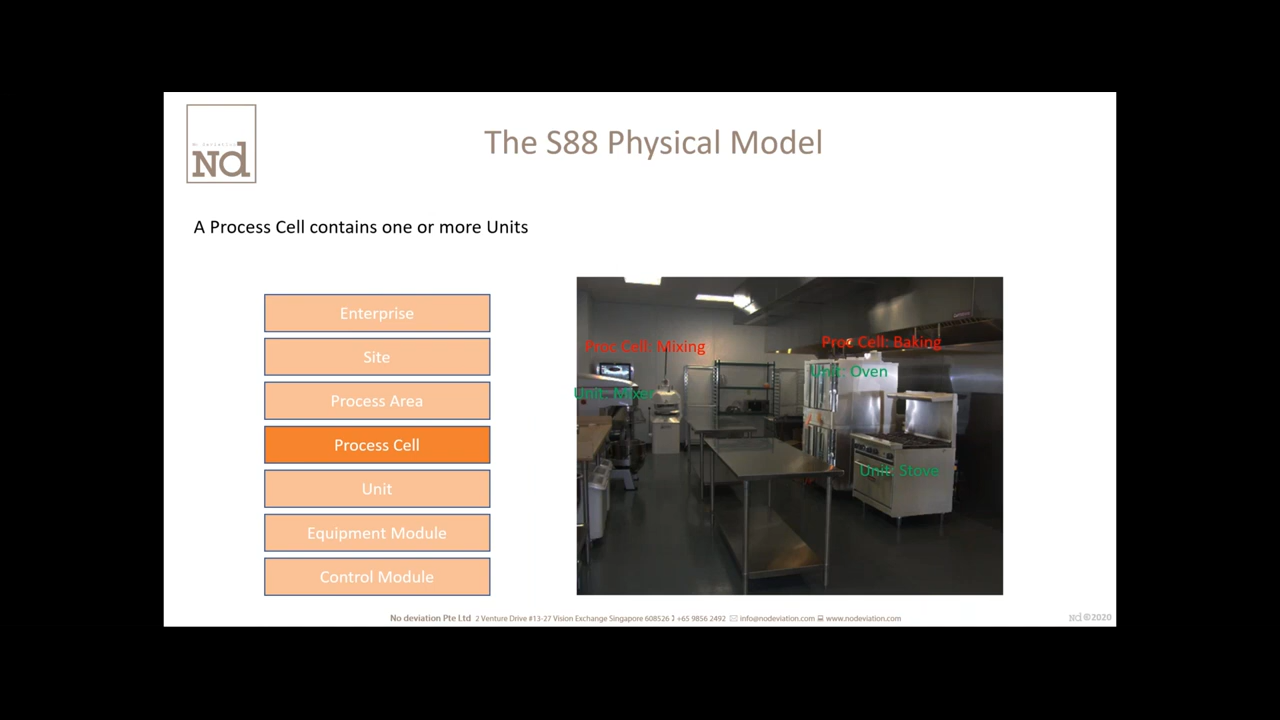 Nd
The S88 Physical Model
A Process Cell contains one or more Units
Enterprise
Site
Process Area
Process Cell
Unit
Equipment Module
Control Module
Proc Cell: Mixing
Unit: Mixer
Proc Cell: Baking
Unit: Oven
Unit: Stove
No deviation Pte Ltd 2 Venture Drive #13-27 Vision Exchange Singapore 608526 +65 9856 2492 info@nodeviation.com www.nodeviation.com
Nd ©2020